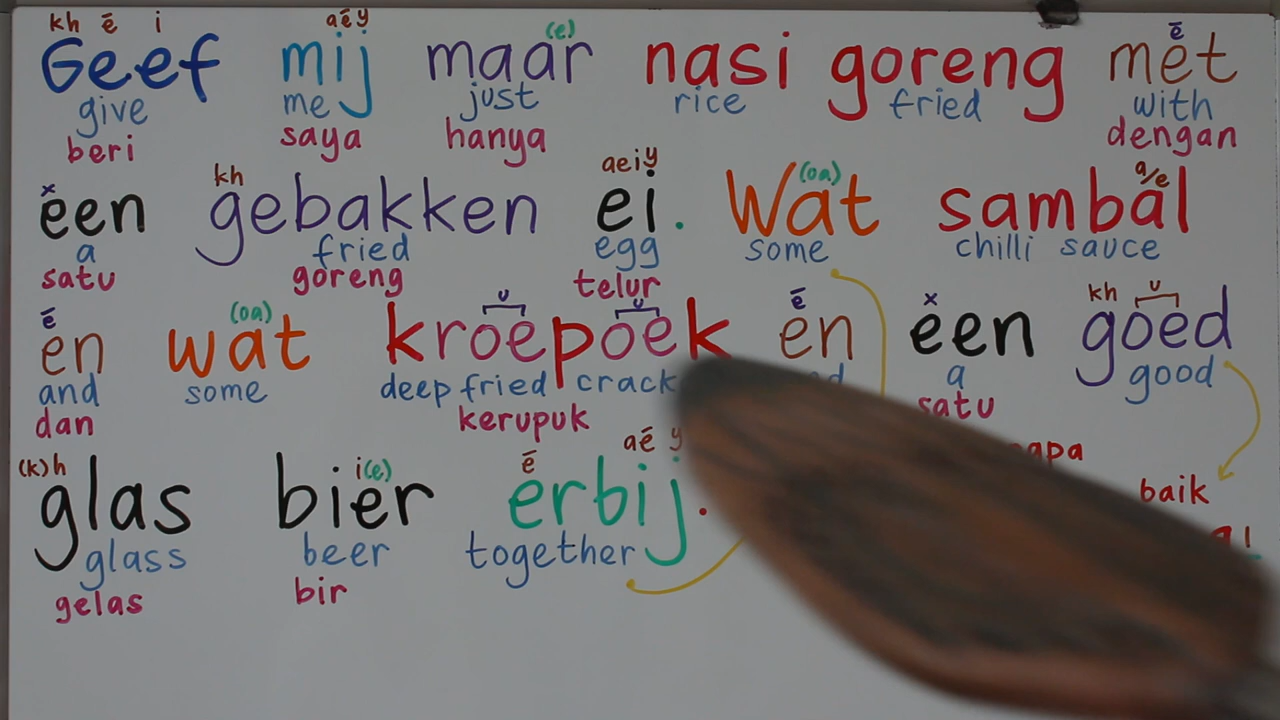 kh ē i aēy (e) ē
Geef mij maar nasi goreng met
give me just rice fried with
beri saya hanya dengan
x kh aeiy (oa) a/e
een gebakken ei. Wat sambal
a fried egg some chilli sauce
satu goreng telur
ē (oa) u u ē x kh u
en wat kroepoek en een goed
and some deep fried a good
dan kerupuk satu
(k)h i(e) ē aē y
glas bier erbij. baik
glass beer together
gelas bir